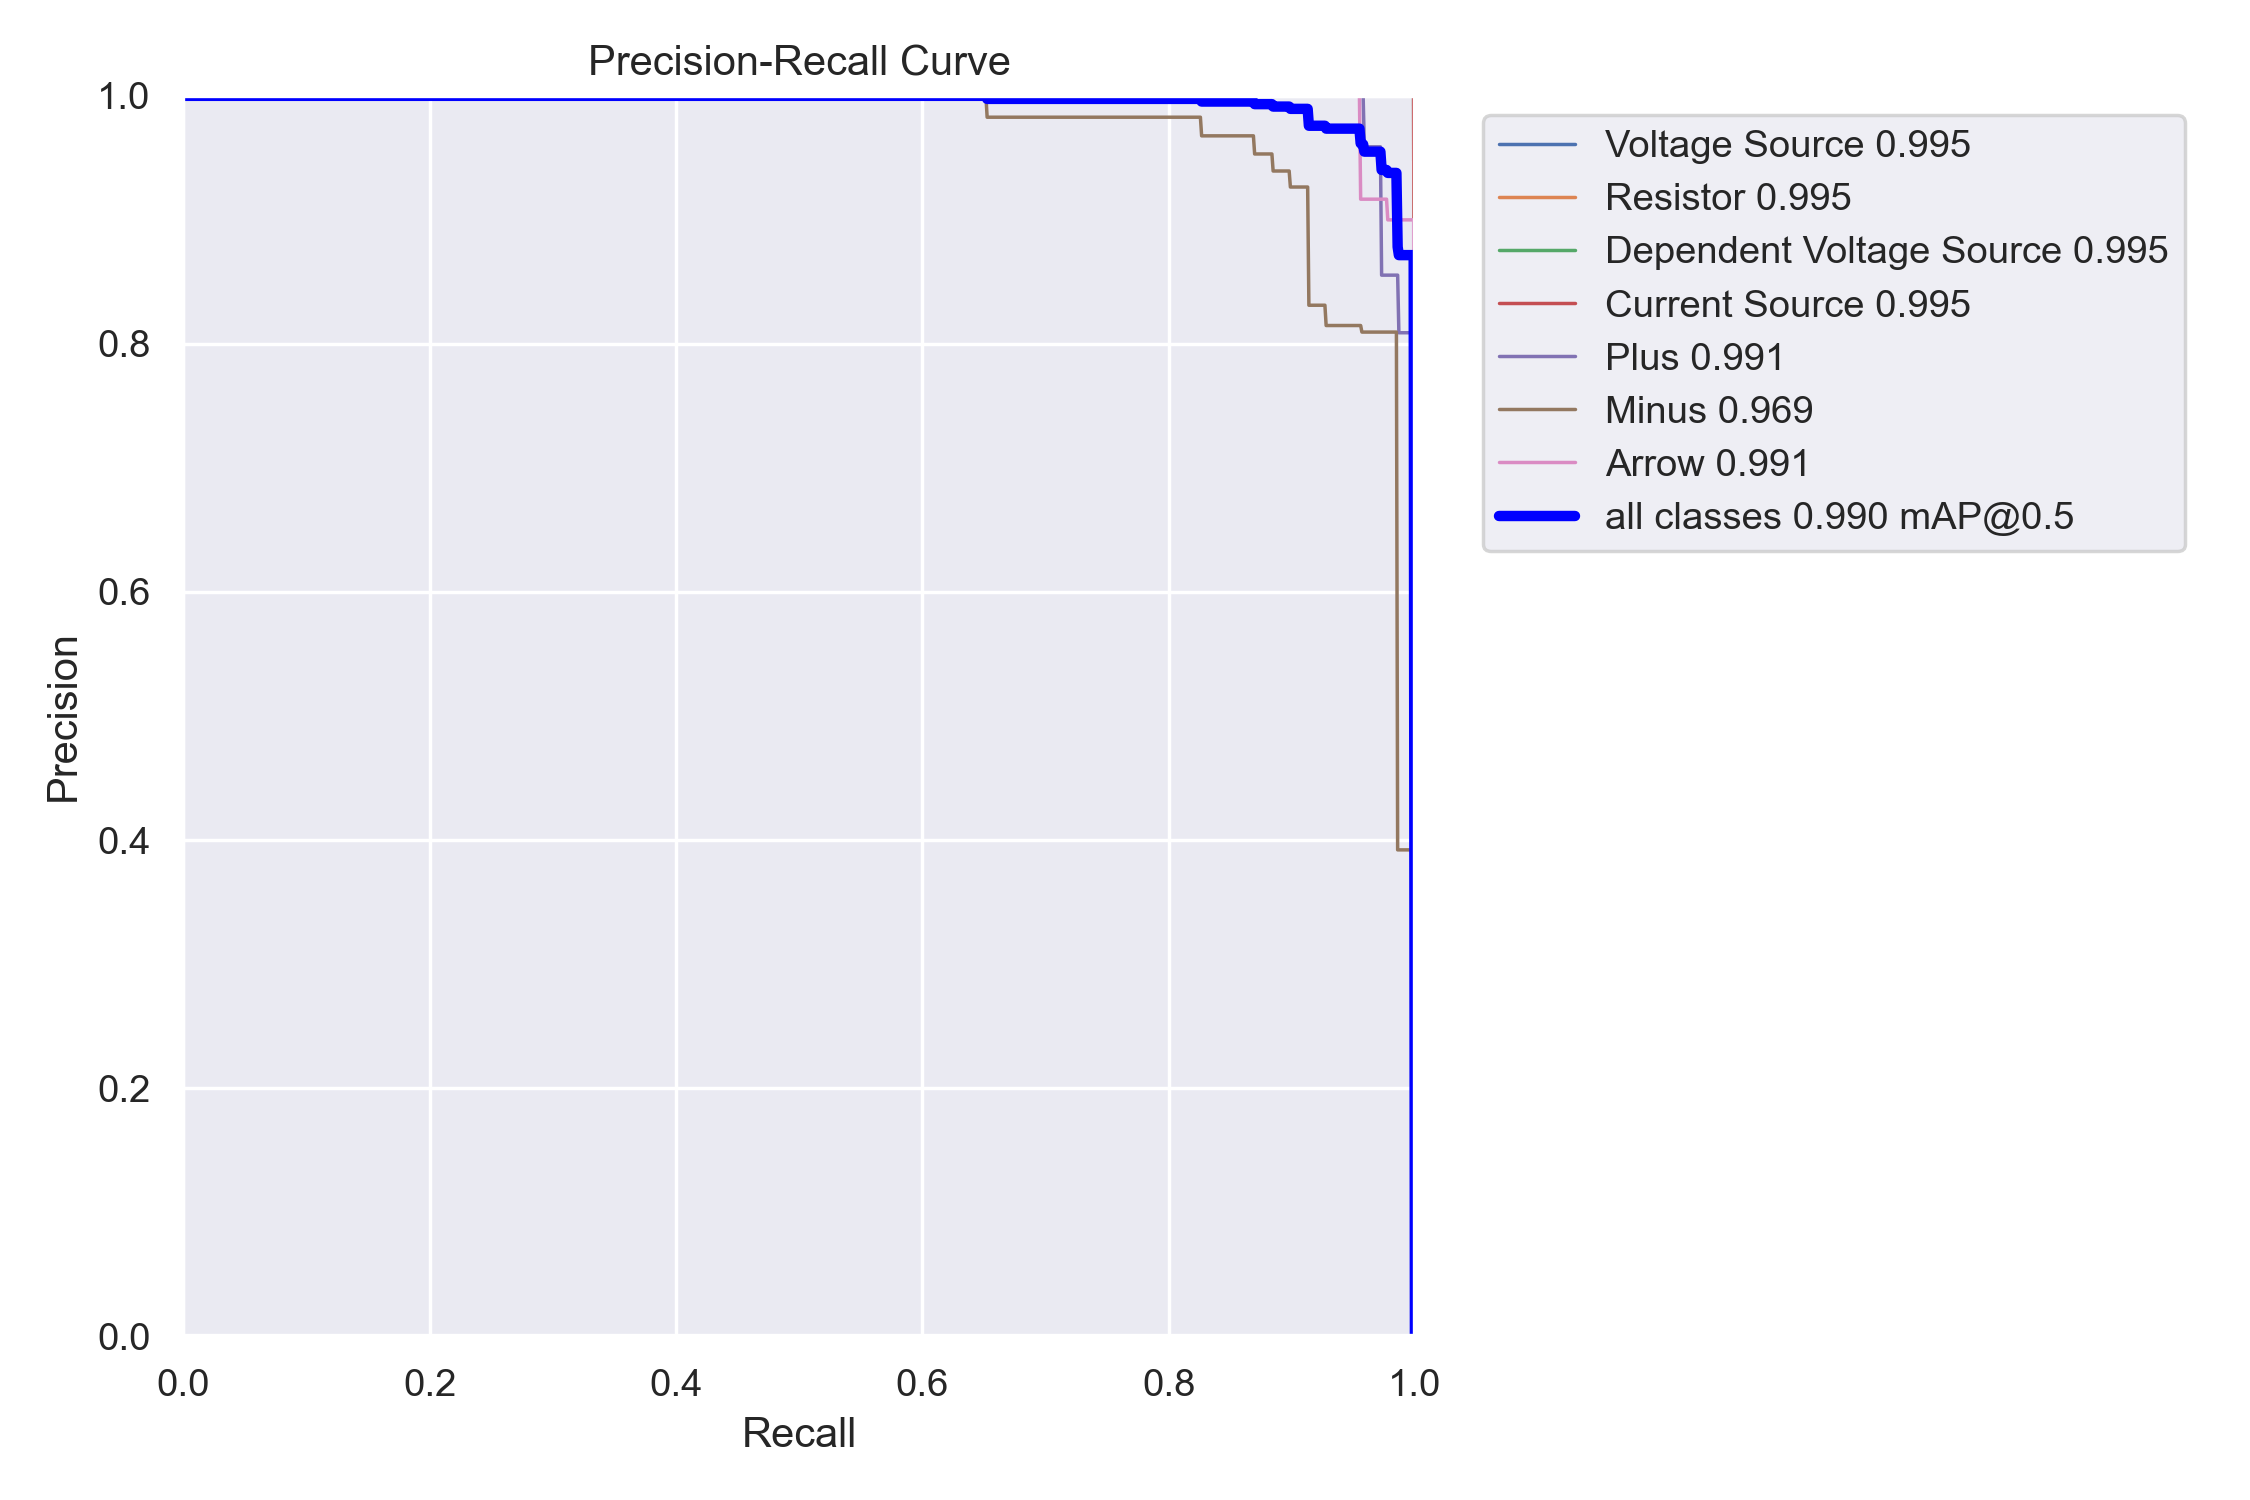 Precision-Recall Curve
1.0
0.8
0.6
0.4
0.2
0.0
Precision
0.0 0.2 0.4 0.6 0.8 1.0
Recall
Voltage Source 0.995
Resistor 0.995
Dependent Voltage Source 0.995
Current Source 0.995
Plus 0.991
Minus 0.969
Arrow 0.991
all classes 0.990 mAP@0.5